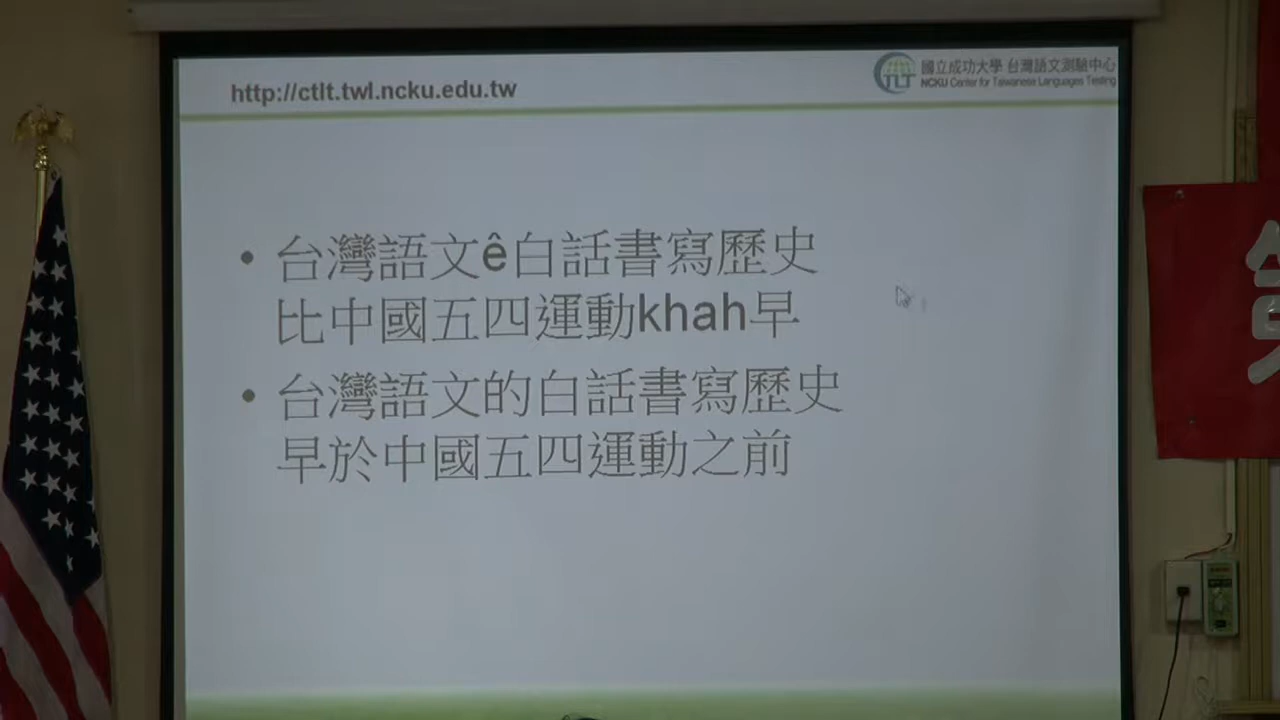 http://ctlt.twl.ncku.edu.tw
CTLT
國立成功大學 台灣語文測驗中心
NCKU Center for Taiwanese Languages Testing
• 台灣語文ê白話書寫歷史
比中國五四運動khah早
• 台灣語文的白話書寫歷史
早於中國五四運動之前